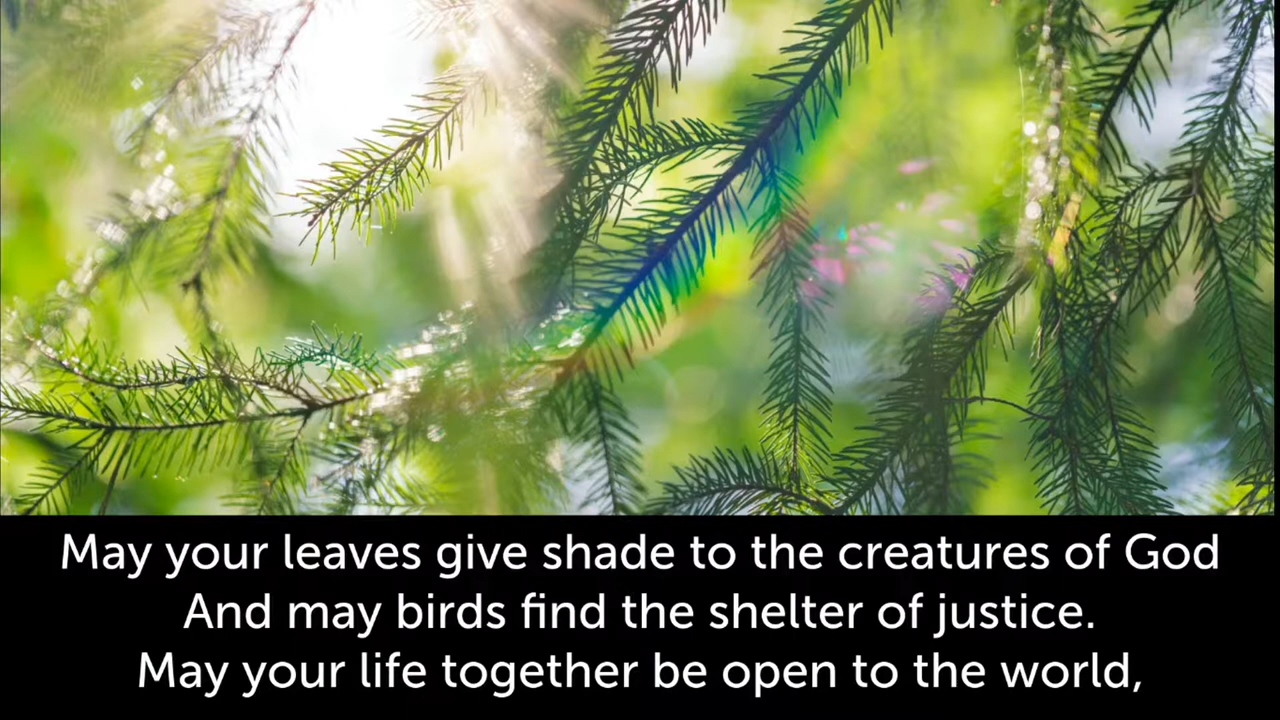 May your leaves give shade to the creatures of God
And may birds find the shelter of justice.
May your life together be open to the world,